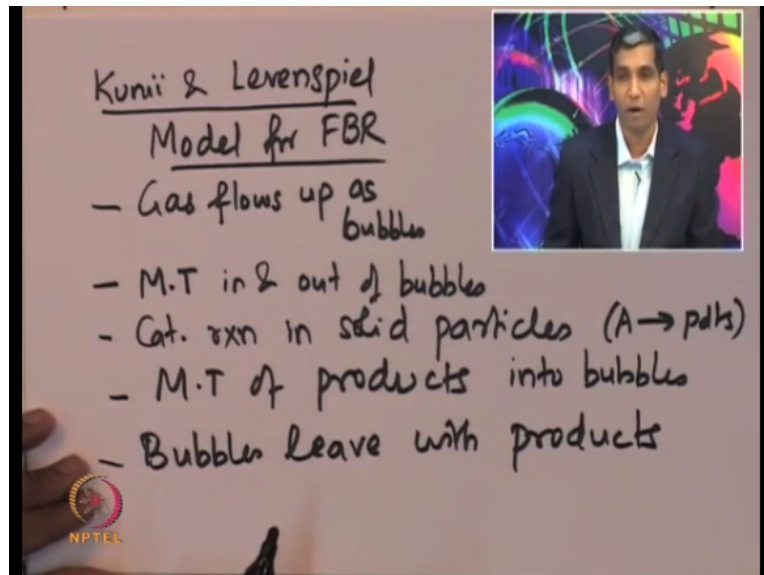 Kunii & Levenspiel
Model for FBR
- Gas flows up as
bubbles
- M.T in & out of bubbles
- Cat. rxn in solid particles (A → pdts)
- M.T of products into bubbles
- Bubbles leave with products
NPTEL